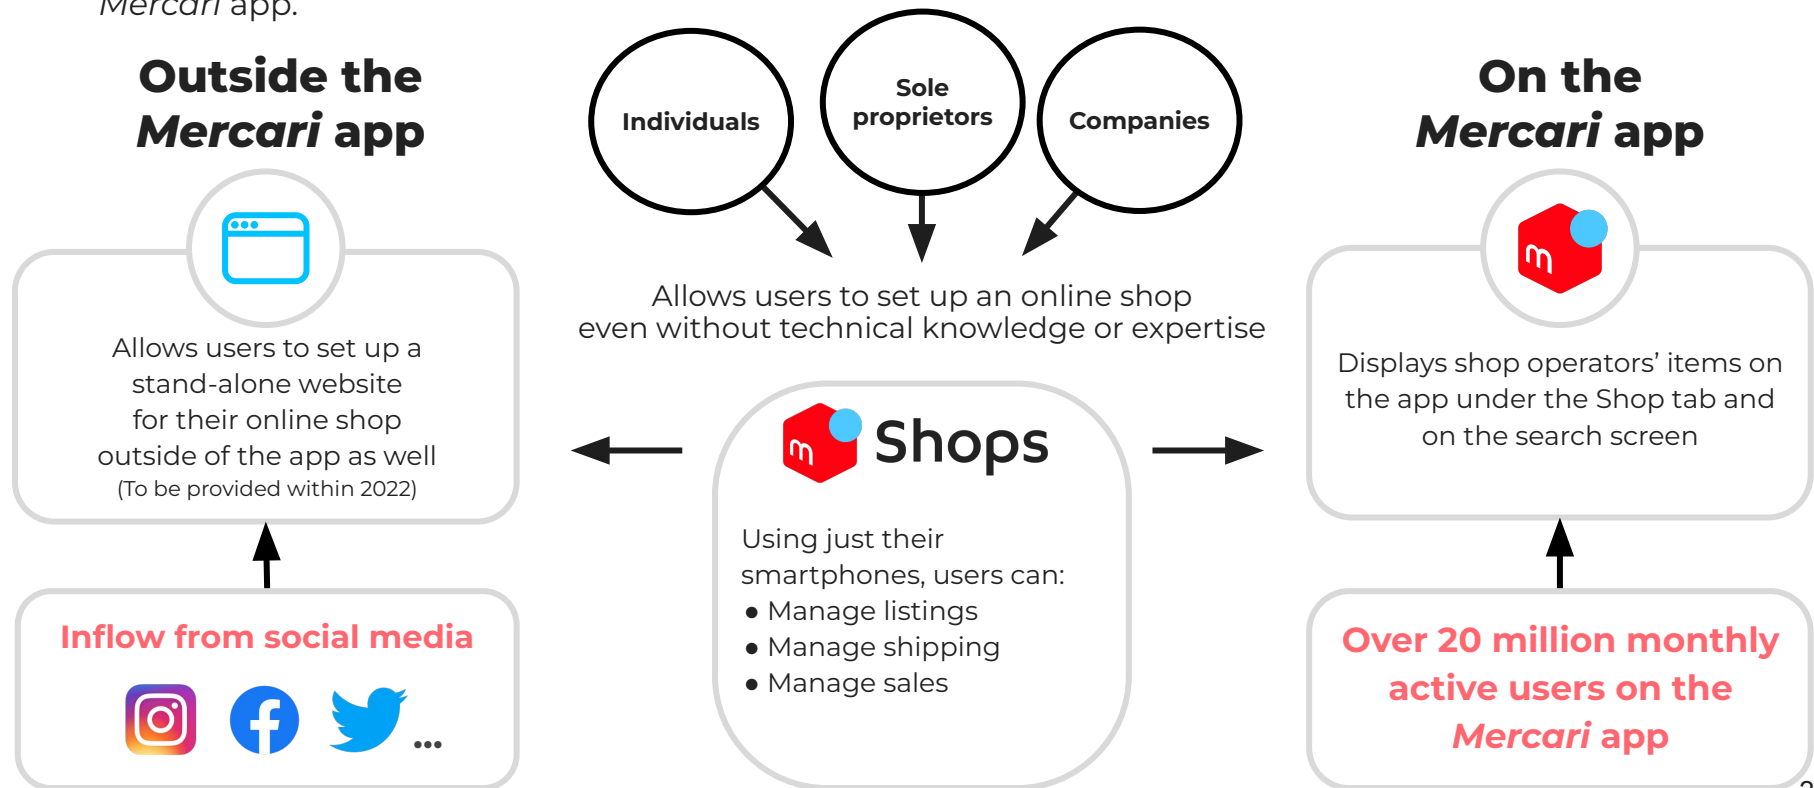 Mercari app.
Outside the
Mercari app
Allows users to set up a
stand-alone website
for their online shop
outside of the app as well
(To be provided within 2022)
Inflow from social media
...
Individuals
Sole
proprietors
Companies
Allows users to set up an online shop
even without technical knowledge or expertise
m Shops
Using just their
smartphones, users can:
● Manage listings
● Manage shipping
● Manage sales
On the
Mercari app
m
Displays shop operators’ items on
the app under the Shop tab and
on the search screen
Over 20 million monthly
active users on the
Mercari app